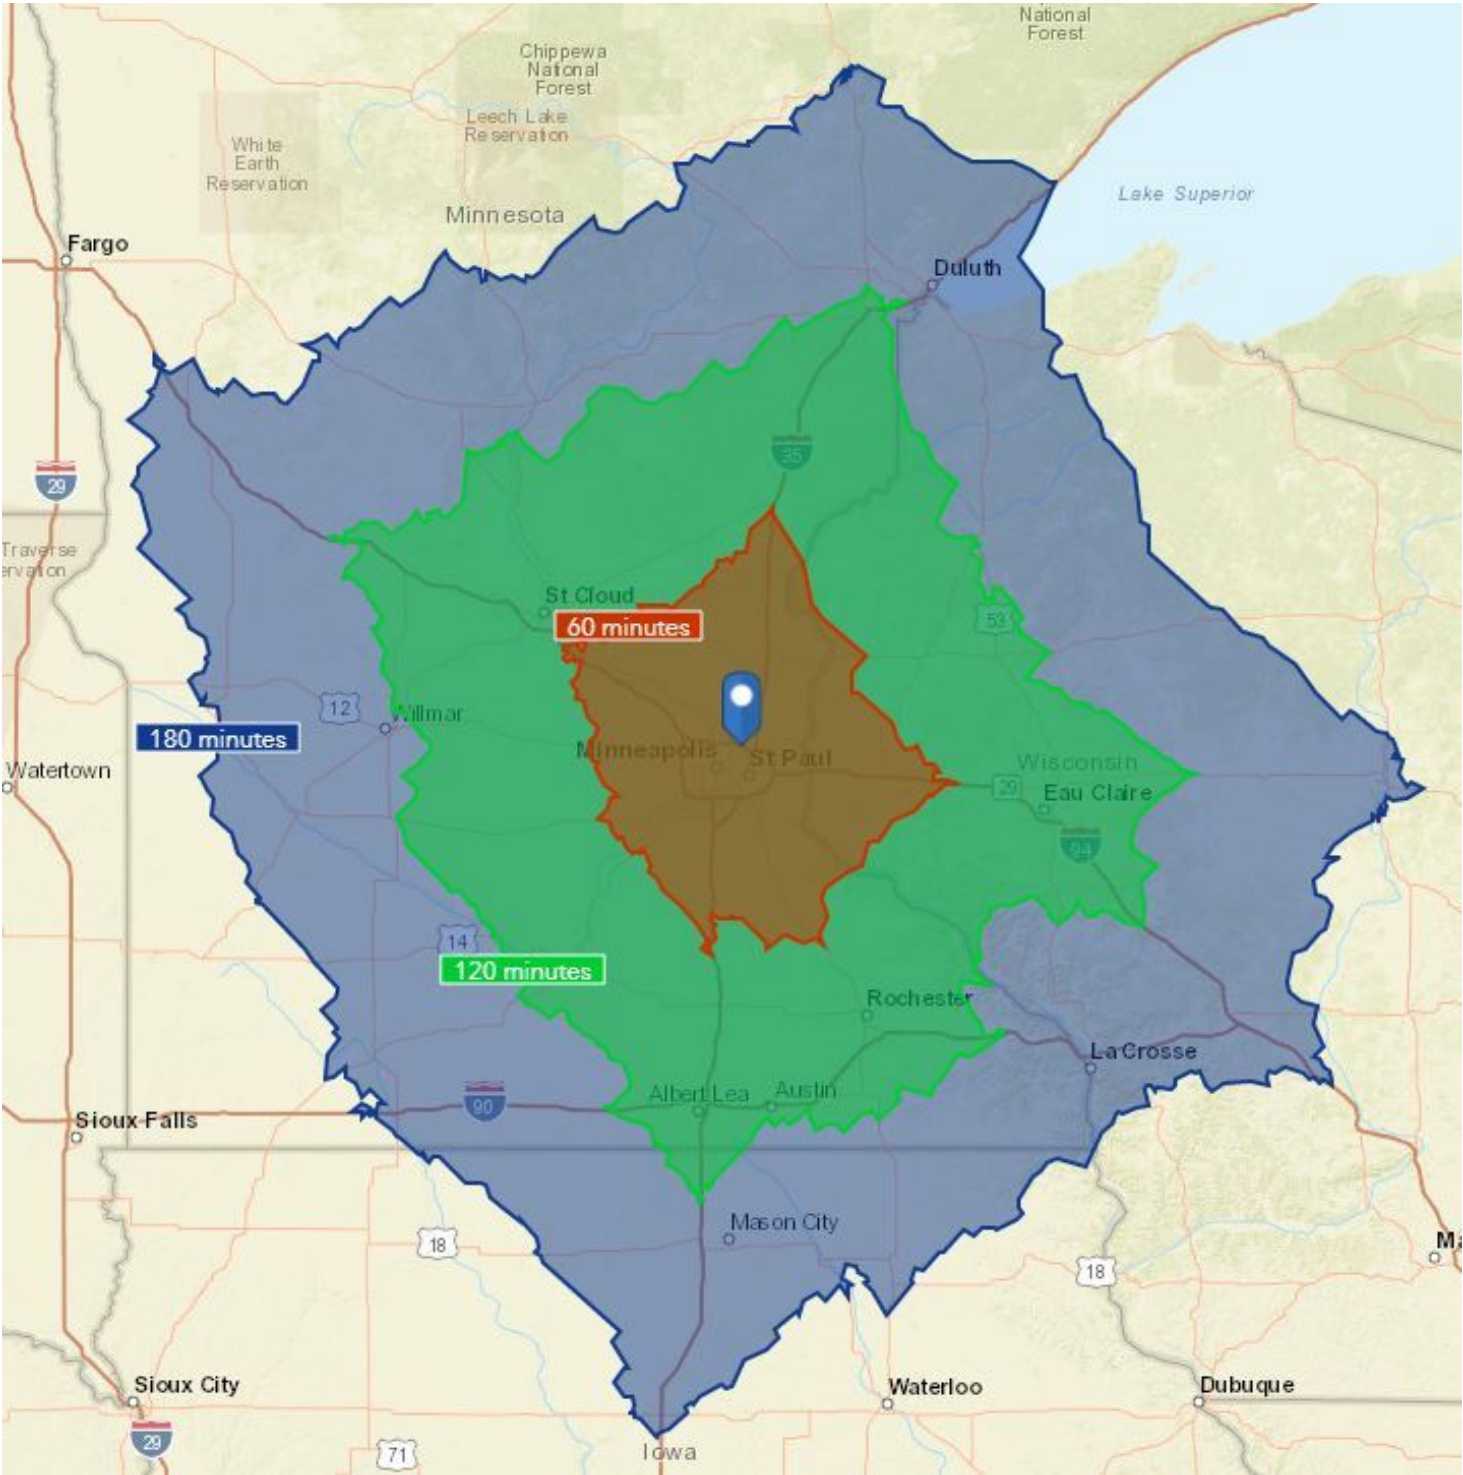 National
Forest
Chippewa
National
Forest
Leech Lake
Reservation
White
Earth
Reservation
Lake Superior
Minnesota
Fargo
Duluth
35
29
Traverse
ervation
St Cloud
60 minutes
53
12
Willmar
180 minutes
Minneapolis
St Paul
Wisconsin
Watertown
29
Eau Claire
94
14
120 minutes
Rochester
La Crosse
Albert Lea
Austin
90
Sioux Falls
Mason City
18
Ma
18
Sioux City
Waterloo
Dubuque
29
71
Iowa